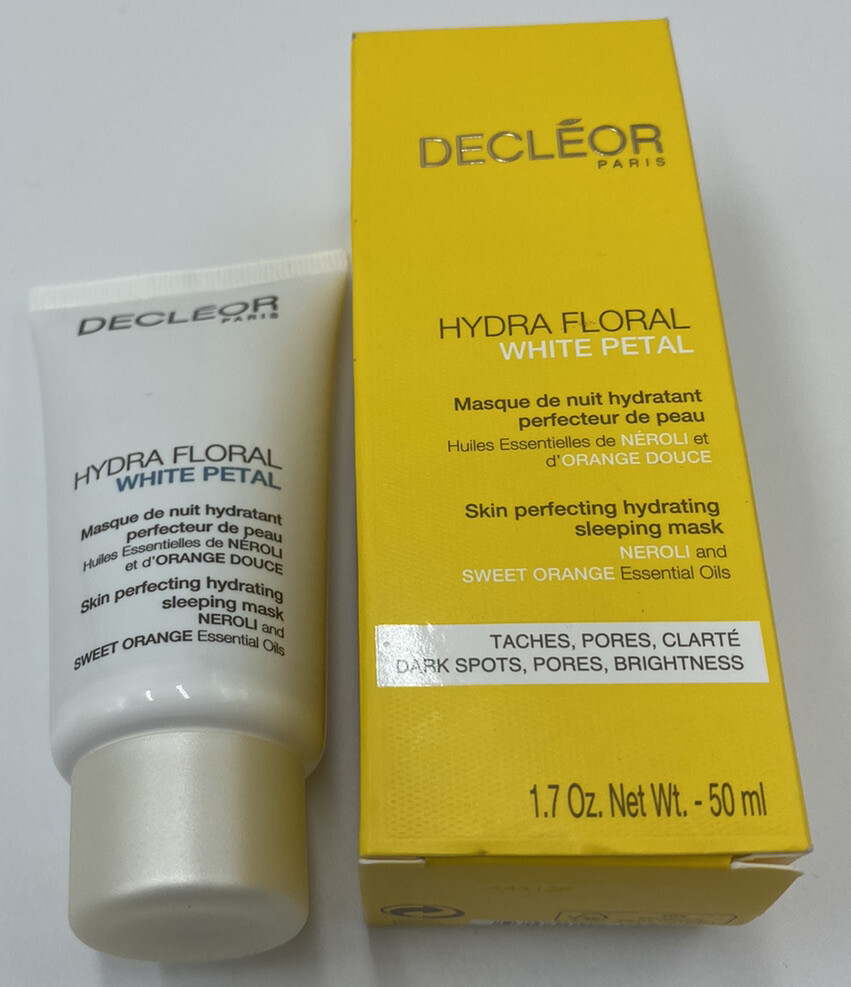 DECLÉOR
PARIS
HYDRA FLORAL
WHITE PETAL
Masque de nuit hydratant
perfecteur de peau
Huiles Essentielles de NÉROLI
et d'ORANGE DOUCE
Skin perfecting hydrating
sleeping mask
NEROLI and
SWEET ORANGE Essential Oils
DECLÉOR
PARIS
HYDRA FLORAL
WHITE PETAL
Masque de nuit hydratant
perfecteur de peau
Huiles Essentielles de NÉROLI et
d'ORANGE DOUCE
Skin perfecting hydrating
sleeping mask
NEROLI and
SWEET ORANGE Essential Oils
TACHES, PORES, CLARTÉ
DARK SPOTS, PORES, BRIGHTNESS
1.7 Oz. Net Wt. - 50 ml